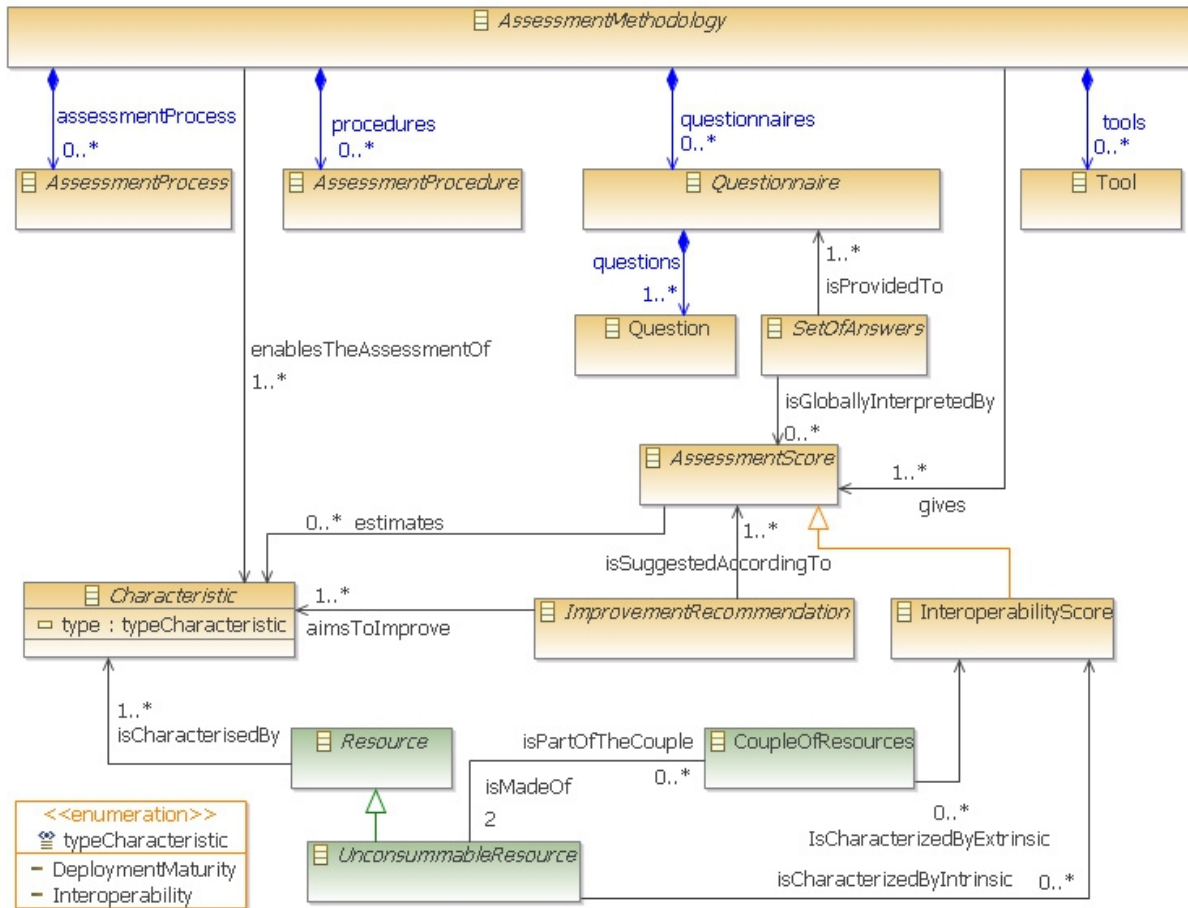 AssessmentMethodology
assessmentProcess
0..*
procedures
0..*
questionnaires
0..*
tools
0..*
AssessmentProcess
AssessmentProcedure
Questionnaire
Tool
questions
1..*
1..*
isProvidedTo
Question
SetOfAnswers
enablesTheAssessmentOf
1..*
isGloballyInterpretedBy
0..*
AssessmentScore
1..*
gives
0..* estimates
1..*
isSuggestedAccordingTo
Characteristic
type : typeCharacteristic
1..*
aimsToImprove
ImprovementRecommendation
InteroperabilityScore
1..*
isCharacterisedBy
Resource
isPartOfTheCouple
0..*
CoupleOfResources
isMadeOf
2
0..*
IsCharacterizedByExtrinsic
<<enumeration>>
typeCharacteristic
DeploymentMaturity
Interoperability
UnconsummableResource
isCharacterizedByIntrinsic
0..*